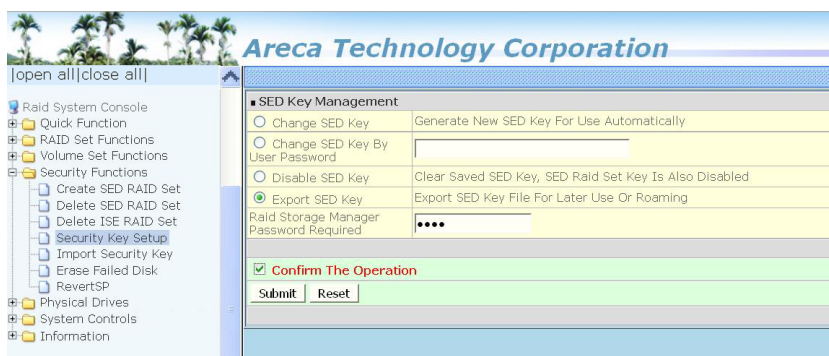 Areca Technology Corporation
|open all|close all|
Raid System Console
Quick Function
RAID Set Functions
Volume Set Functions
Security Functions
Create SED RAID Set
Delete SED RAID Set
Delete ISE RAID Set
Security Key Setup
Import Security Key
Erase Failed Disk
RevertSP
Physical Drives
System Controls
Information
SED Key Management
Change SED Key Generate New SED Key For Use Automatically
Change SED Key By
User Password
Disable SED Key Clear Saved SED Key, SED Raid Set Key Is Also Disabled
Export SED Key Export SED Key File For Later Use Or Roaming
Raid Storage Manager
Password Required ••••
Confirm The Operation
Submit Reset